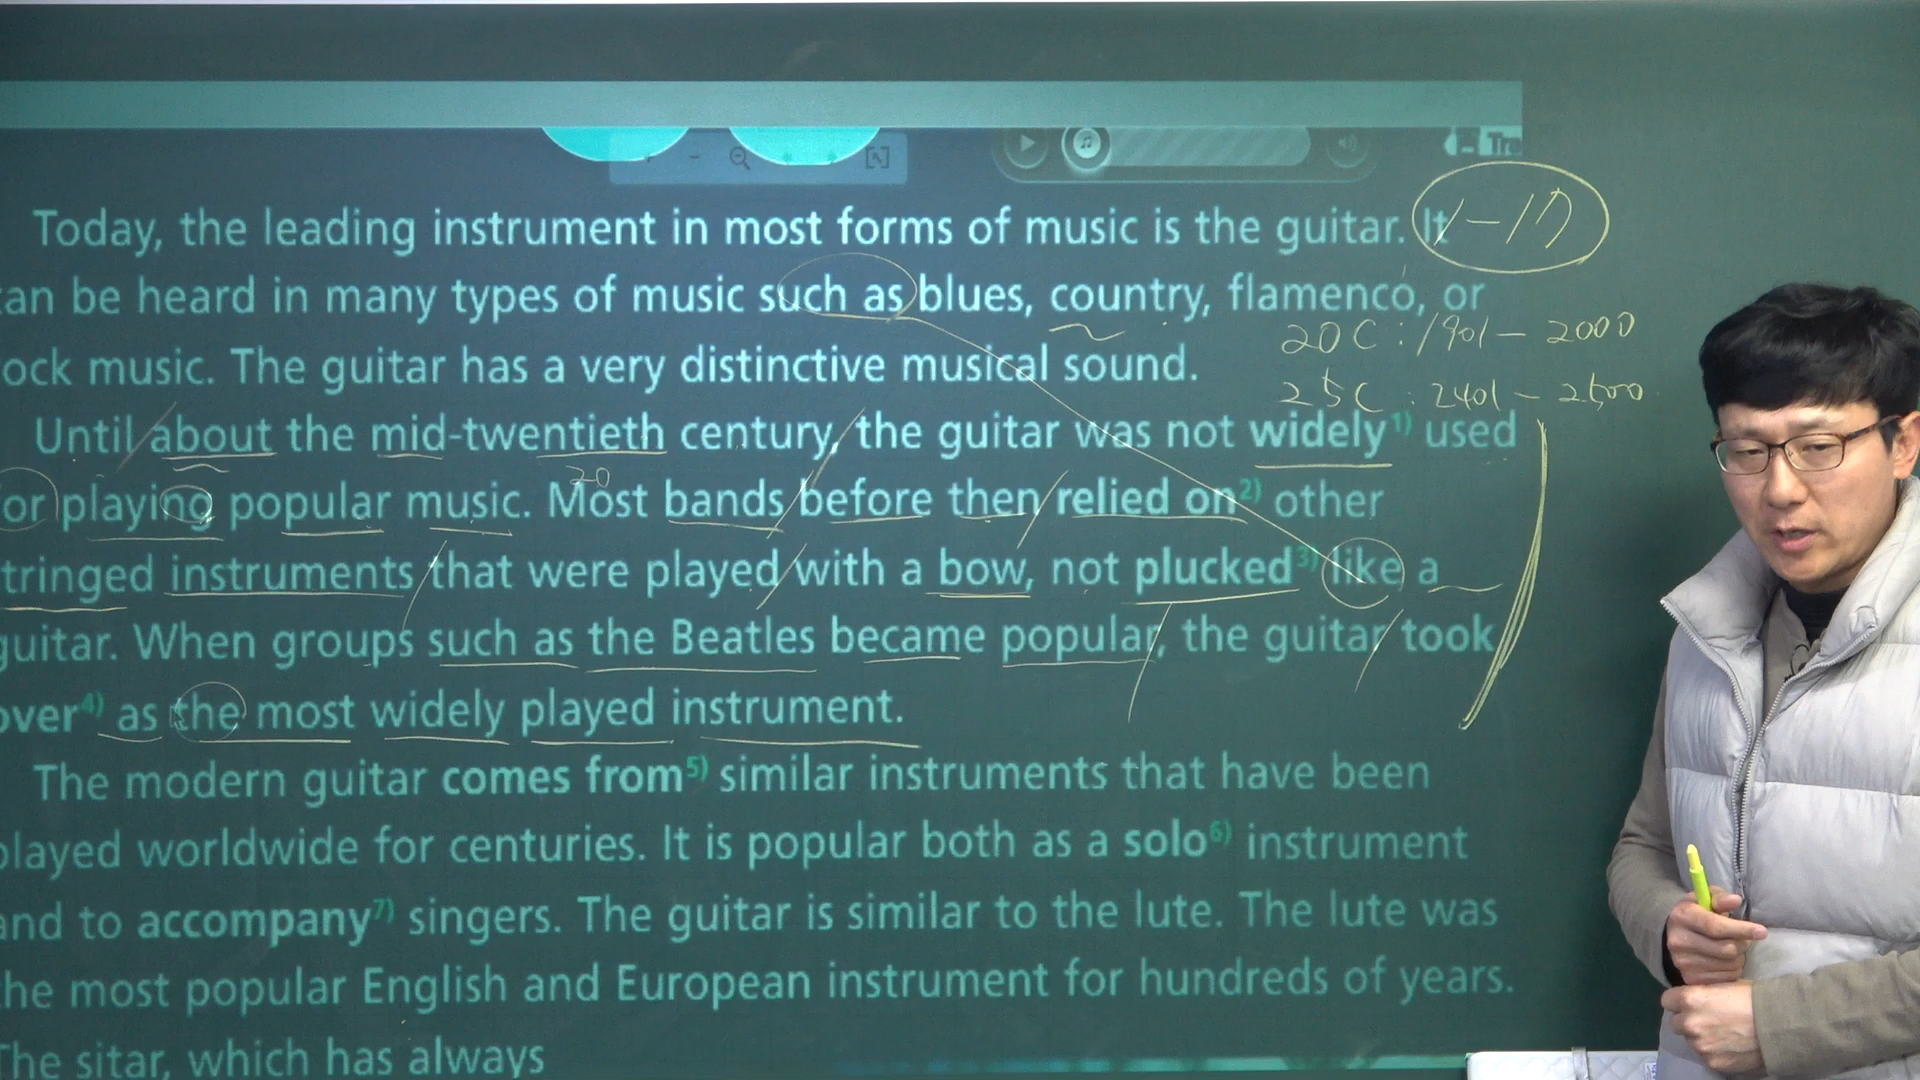 Tre
Today, the leading instrument in most forms of music is the guitar. It
1-17
an be heard in many types of music such as blues, country, flamenco, or
20C : 1901 - 2000
ock music. The guitar has a very distinctive musical sound.
25C : 2401 - 2500
Until about the mid-twentieth century, the guitar was not widely1) used
20
or playing popular music. Most bands before then relied on2) other
tringed instruments that were played with a bow, not plucked3) like a
guitar. When groups such as the Beatles became popular, the guitar took
over4) as the most widely played instrument.
The modern guitar comes from5) similar instruments that have been
played worldwide for centuries. It is popular both as a solo6) instrument
and to accompany7) singers. The guitar is similar to the lute. The lute was
he most popular English and European instrument for hundreds of years.
The sitar, which has always